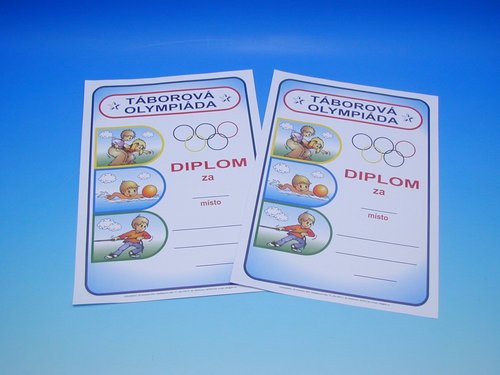 TÁBOROVÁ
OLYMPIÁDA
DIPLOM
za
místo
TÁBOROVÁ
OLYMPIÁDA
DIPLOM
za
místo